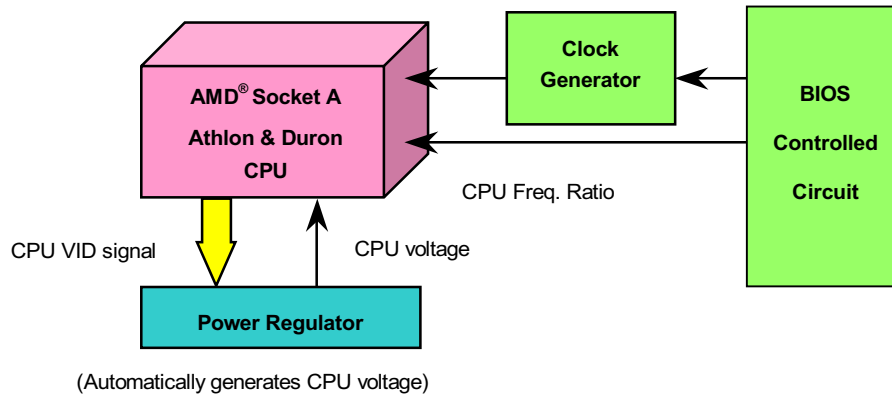 AMD® Socket A
Athlon & Duron
CPU
Clock
Generator
BIOS
Controlled
Circuit
CPU Freq. Ratio
CPU VID signal
CPU voltage
Power Regulator
(Automatically generates CPU voltage)